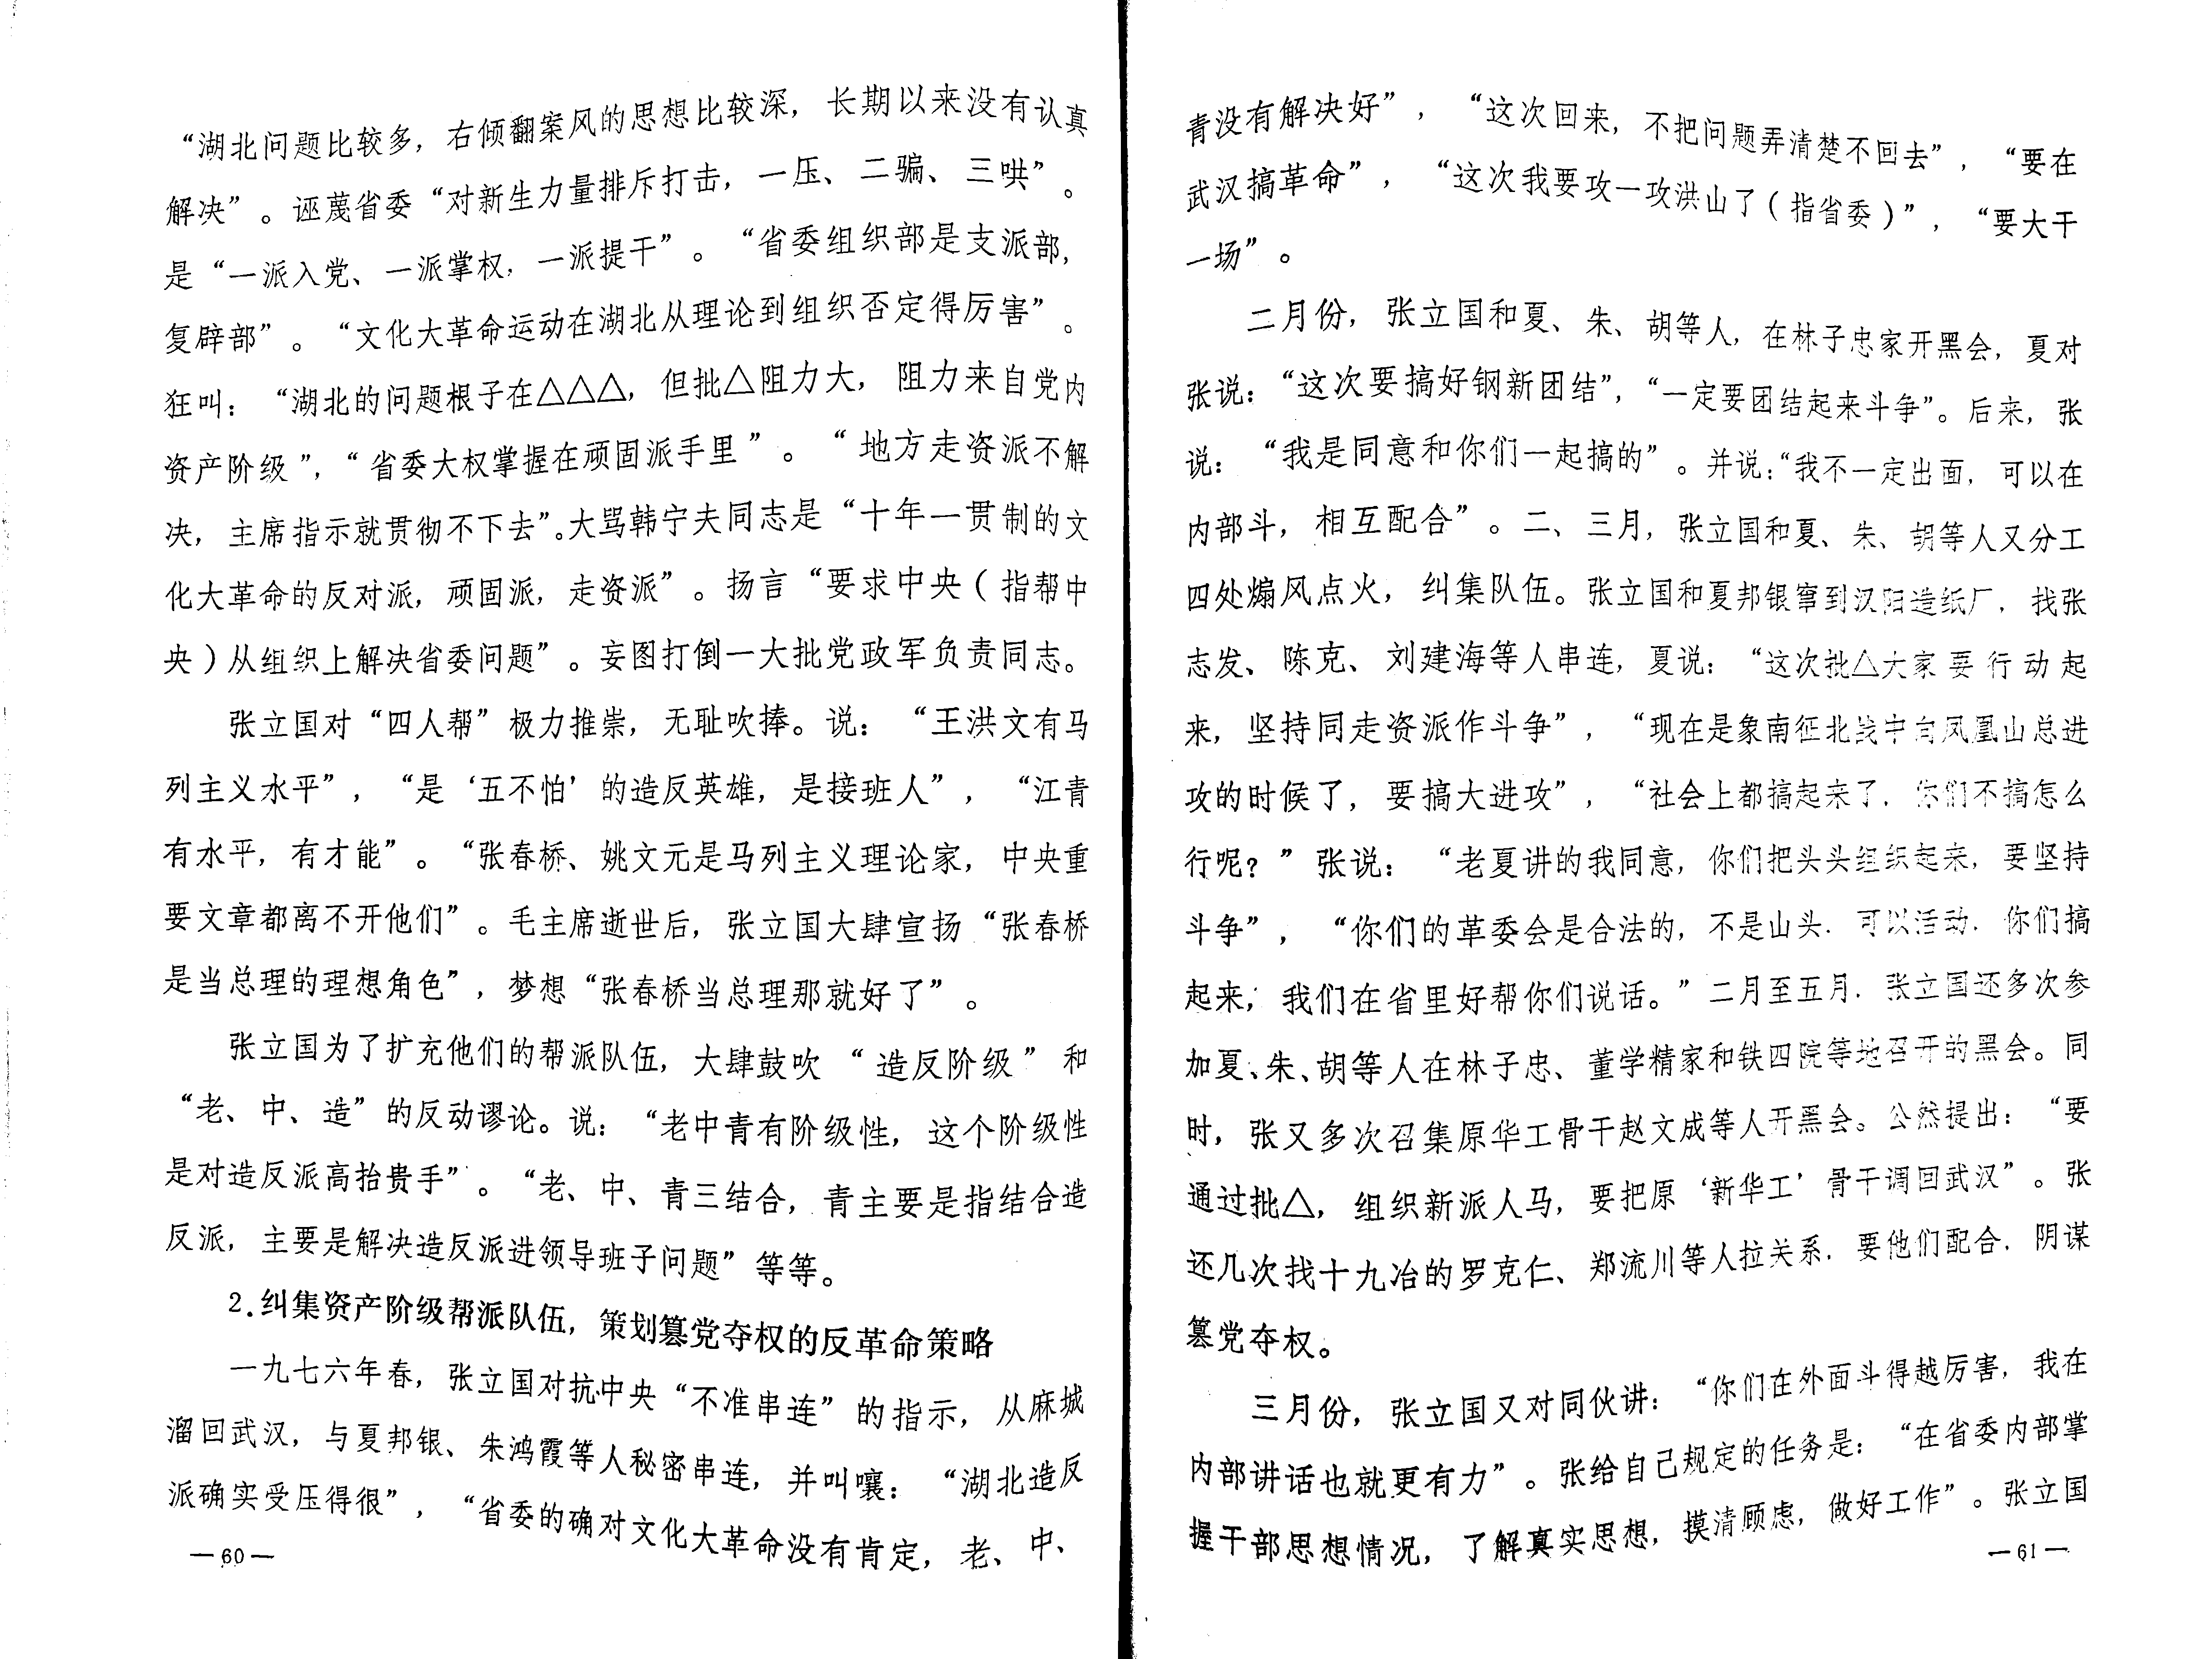 “湖北问题比较多，右倾翻案风的思想比较深，长期以来没有认真
解决”。诬蔑省委“对新生力量排斥打击，一压、二骗、三哄”。
是“一派入党、一派掌权，一派提干”。“省委组织部是支派部，
复辟部”。“文化大革命运动在湖北从理论到组织否定得厉害”。
狂叫：“湖北的问题根子在△△△，但批△阻力大，阻力来自党内
资产阶级”，“省委大权掌握在顽固派手里”。“地方走资派不解
决，主席指示就贯彻不下去”。大骂韩宁夫同志是“十年一贯制的文
化大革命的反对派，顽固派，走资派”。扬言“要求中央（指帮中
央）从组织上解决省委问题”。妄图打倒一大批党政军负责同志。
张立国对“四人帮”极力推崇，无耻吹捧。说：“王洪文有马
列主义水平”，“是‘五不怕’的造反英雄，是接班人”，“江青
有水平，有才能”。“张春桥、姚文元是马列主义理论家，中央重
要文章都离不开他们”。毛主席逝世后，张立国大肆宣扬“张春桥
是当总理的理想角色”，梦想“张春桥当总理那就好了”。
张立国为了扩充他们的帮派队伍，大肆鼓吹“造反阶级”和
“老、中、造”的反动谬论。说：“老中青有阶级性，这个阶级性
是对造反派高抬贵手”。“老、中、青三结合，青主要是指结合造
反派，主要是解决造反派进领导班子问题”等等。
2．纠集资产阶级帮派队伍，策划篡党夺权的反革命策略
一九七六年春，张立国对抗中央“不准串连”的指示，从麻城
溜回武汉，与夏邦银、朱鸿霞等人秘密串连，并叫嚷：“湖北造反
派确实受压得很”，“省委的确对文化大革命没有肯定，老、中、
—60—
青没有解决好”，“这次回来，不把问题弄清楚不回去”，“要在
武汉搞革命”，“这次我要攻一攻洪山了（指省委）”，“要大干
一场”。
二月份，张立国和夏、朱、胡等人，在林子忠家开黑会，夏对
张说：“这次要搞好钢新团结”，“一定要团结起来斗争”。后来，张
说：“我是同意和你们一起搞的”。并说：“我不一定出面，可以在
内部斗，相互配合”。二、三月，张立国和夏、朱、胡等人又分工
四处煽风点火，纠集队伍。张立国和夏邦银窜到汉阳造纸厂，找张
志发、陈克、刘建海等人串连，夏说：“这次批△大家要行动起
来，坚持同走资派作斗争”，“现在是象南征北战中向凤凰山总进
攻的时候了，要搞大进攻”，“社会上都搞起来了，你们不搞怎么
行呢？”张说：“老夏讲的我同意，你们把头头组织起来，要坚持
斗争”，“你们的革委会是合法的，不是山头，可以活动，你们搞
起来，我们在省里好帮你们说话。”二月至五月，张立国还多次参
加夏、朱、胡等人在林子忠、董学精家和铁四院等地召开的黑会。同
时，张又多次召集原华工骨干赵文成等人开黑会。公然提出：“要
通过批△，组织新派人马，要把原‘新华工’骨干调回武汉”。张
还几次找十九冶的罗克仁、郑流川等人拉关系，要他们配合，阴谋
篡党夺权。
三月份，张立国又对同伙讲：“你们在外面斗得越厉害，我在
内部讲话也就更有力”。张给自己规定的任务是：“在省委内部掌
握干部思想情况，了解真实思想，摸清顾虑，做好工作”。张立国
—61—